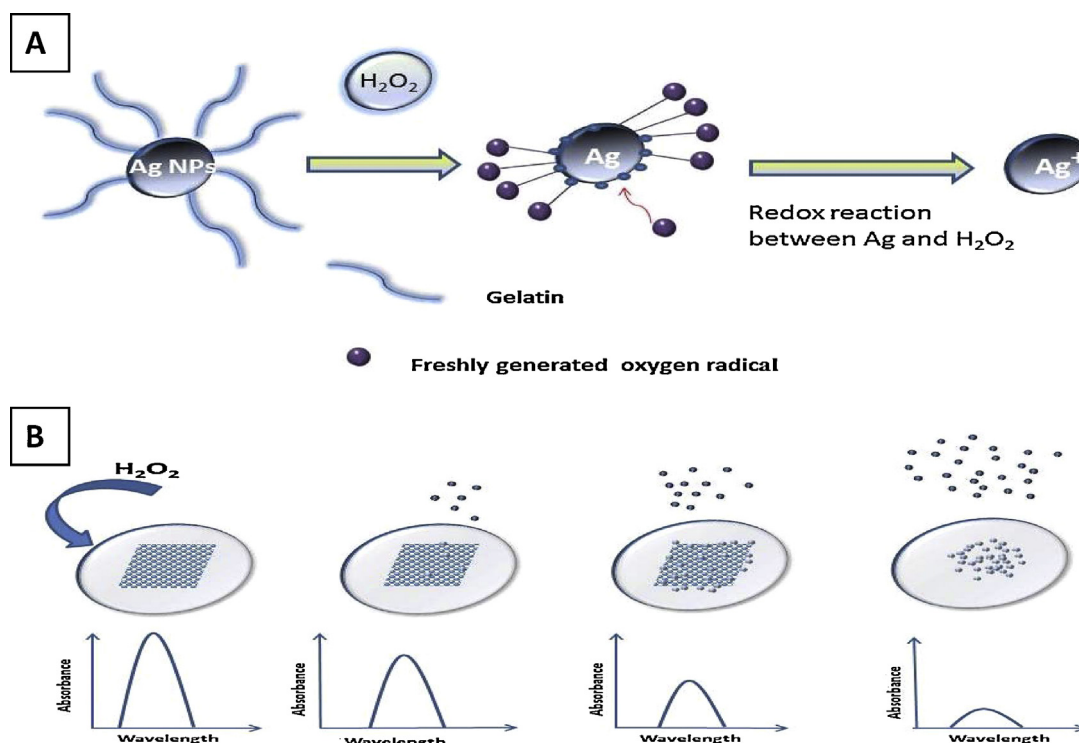 A
H₂O₂
Ag NPs
Ag
Ag⁺
Redox reaction
between Ag and H₂O₂
Gelatin
Freshly generated oxygen radical
B
H₂O₂
Absorbance
Wavelength
Absorbance
Wavelength
Absorbance
Wavelength
Absorbance
Wavelength